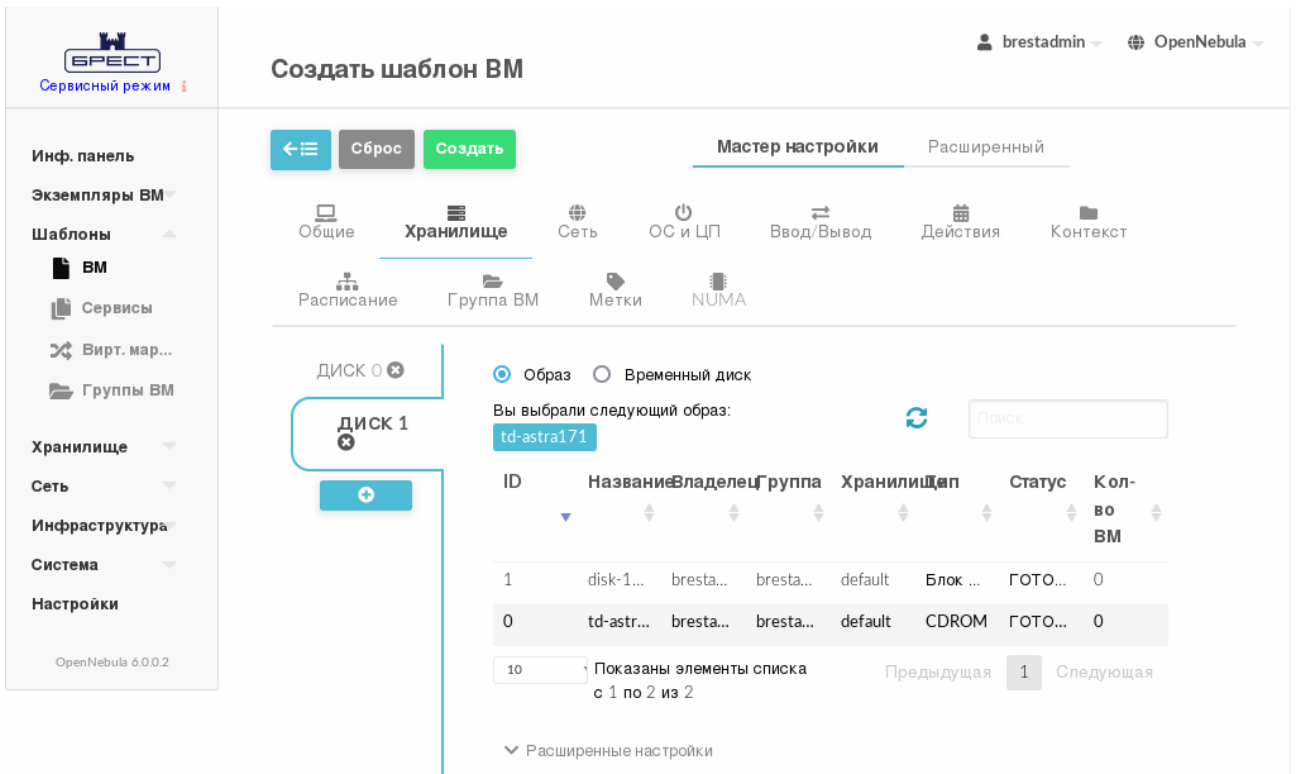 БРЕСТ
Сервисный режим
Создать шаблон ВМ
brestadmin
OpenNebula
Инф. панель
Экземпляры ВМ
Шаблоны
ВМ
Сервисы
Вирт. мар...
Группы ВМ
Хранилище
Сеть
Инфраструктура
Система
Настройки
OpenNebula 6.0.0.2
Сброс
Создать
Мастер настройки
Расширенный
Общие
Хранилище
Сеть
ОС и ЦП
Ввод/Вывод
Действия
Контекст
Расписание
Группа ВМ
Метки
NUMA
ДИСК 0
ДИСК 1
Образ
Временный диск
Вы выбрали следующий образ:
td-astra171
Поиск
ID Название Владелец Группа Хранилище Тип Статус Кол-
во
ВМ
1 disk-1... bresta... bresta... default Блок ... ГОТО... 0
0 td-astr... bresta... bresta... default CDROM ГОТО... 0
10
Показаны элементы списка
с 1 по 2 из 2
Предыдущая 1 Следующая
Расширенные настройки